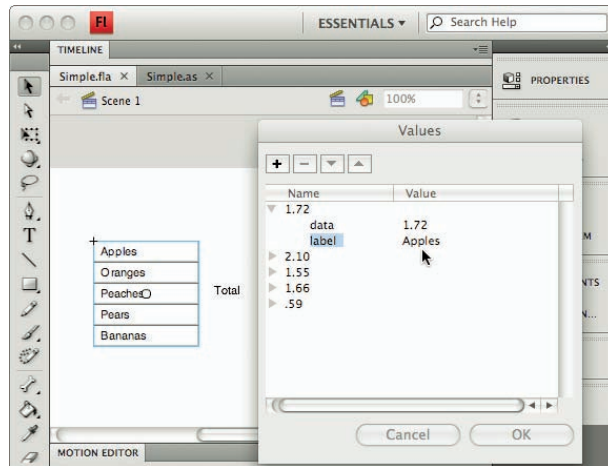 Fl
ESSENTIALS ▾
Search Help
TIMELINE
Simple.fla ×
Simple.as ×
PROPERTIES
Scene 1
100%
Values
+ −
Name
Value
1.72
data
1.72
label
Apples
2.10
1.55
1.66
.59
Apples
Oranges
Peaches
Pears
Bananas
Total
T
Cancel
OK
MOTION EDITOR